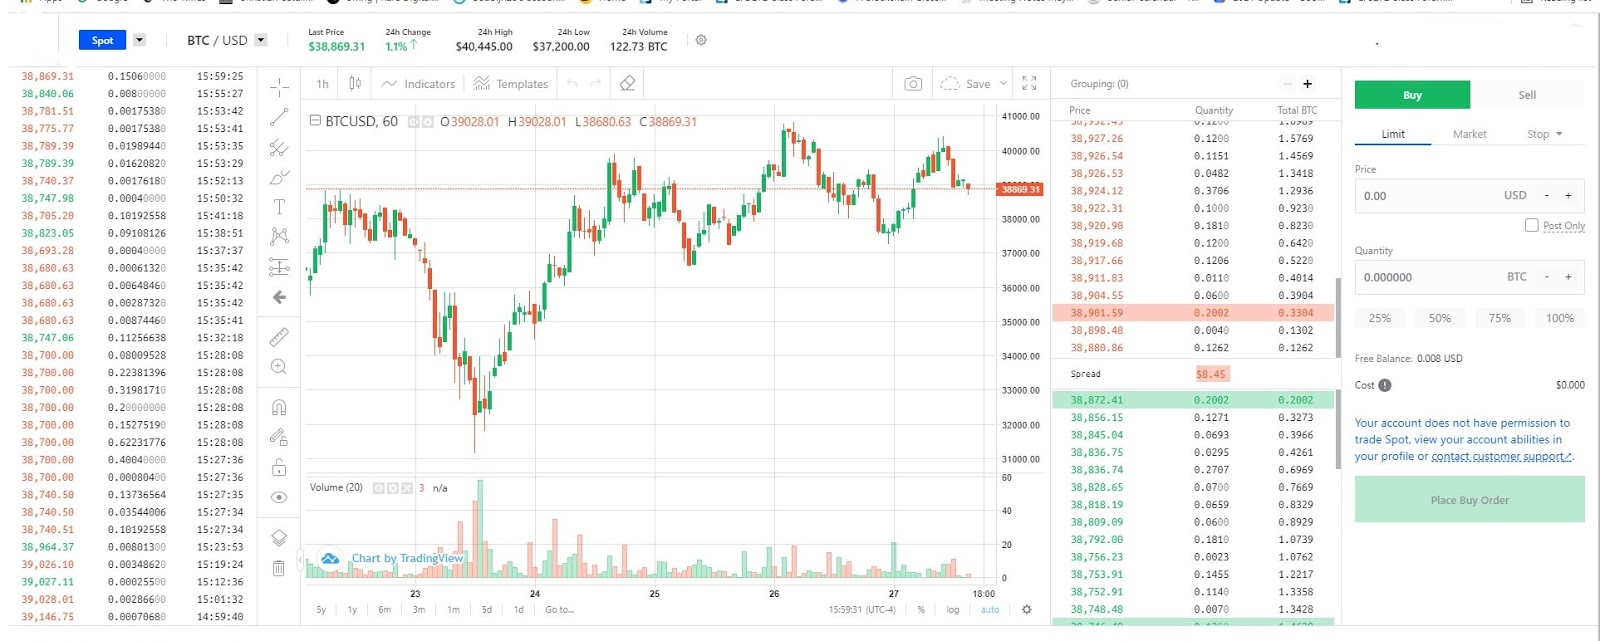 Spot
BTC / USD
Last Price
$38,869.31
24h Change
1.1%
24h High
$40,445.00
24h Low
$37,200.00
24h Volume
122.73 BTC
38,869.31 0.15060000 15:59:25
38,840.06 0.00800000 15:55:27
38,781.51 0.00175380 15:53:42
38,775.77 0.00175380 15:53:41
38,789.39 0.01989440 15:53:35
38,789.39 0.01620820 15:53:29
38,740.37 0.00176180 15:52:13
38,747.98 0.00040000 15:50:32
38,705.20 0.10192558 15:41:18
38,823.05 0.09108126 15:38:51
38,693.28 0.00040000 15:37:37
38,680.63 0.00061320 15:35:42
38,680.63 0.00648460 15:35:42
38,680.63 0.00287320 15:35:42
38,680.63 0.00874460 15:35:41
38,747.06 0.11256638 15:32:18
38,700.00 0.08009528 15:28:08
38,700.00 0.22381396 15:28:08
38,700.00 0.31981710 15:28:08
38,700.00 0.20000000 15:28:08
38,700.00 0.15275190 15:28:08
38,700.00 0.62231776 15:28:08
38,700.00 0.40040000 15:27:36
38,700.00 0.00080400 15:27:36
38,740.50 0.13736564 15:27:35
38,740.50 0.03544006 15:27:34
38,740.51 0.10192558 15:27:34
38,964.37 0.00801300 15:23:53
39,026.10 0.00348620 15:19:24
39,027.11 0.00025500 15:12:36
39,028.01 0.00286600 15:01:32
39,146.75 0.00070680 14:59:40
1h
Indicators
Templates
Save
BTCUSD, 60 O39028.01 H39028.01 L38680.63 C38869.31
41000.00
40000.00
38869.31
38000.00
37000.00
36000.00
35000.00
34000.00
33000.00
32000.00
31000.00
Volume (20) 3 n/a
60
40
20
0
Chart by TradingView
23 24 25 26 27 18:00
5y 1y 6m 3m 1m 5d 1d Go to... 15:59:31 (UTC-4) % log auto
Grouping: (0) − +
Price Quantity Total BTC
38,927.26 0.1200 1.5769
38,926.54 0.1151 1.4569
38,926.53 0.0482 1.3418
38,924.12 0.3706 1.2936
38,922.31 0.1000 0.9230
38,920.90 0.1810 0.8230
38,919.68 0.1200 0.6420
38,917.66 0.1206 0.5220
38,911.83 0.0110 0.4014
38,904.55 0.0600 0.3904
38,901.59 0.2002 0.3304
38,898.48 0.0040 0.1302
38,880.86 0.1262 0.1262
Spread $8.45
38,872.41 0.2002 0.2002
38,856.15 0.1271 0.3273
38,845.04 0.0693 0.3966
38,836.75 0.0295 0.4261
38,836.74 0.2707 0.6969
38,828.65 0.0700 0.7669
38,818.19 0.0659 0.8329
38,809.09 0.0600 0.8929
38,792.00 0.1810 1.0739
38,756.23 0.0023 1.0762
38,753.91 0.1455 1.2217
38,752.91 0.1140 1.3358
38,748.48 0.0070 1.3428
Buy Sell
Limit Market Stop
Price
0.00 USD - +
Post Only
Quantity
0.000000 BTC - +
25% 50% 75% 100%
Free Balance: 0.008 USD
Cost $0.000
Your account does not have permission to
trade Spot, view your account abilities in
your profile or contact customer support.
Place Buy Order